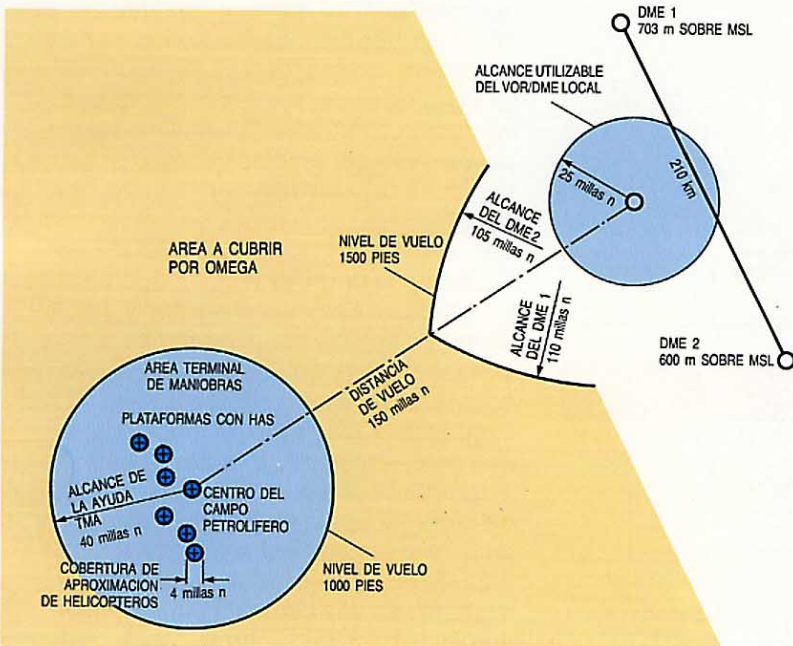 DME 1
703 m SOBRE MSL
ALCANCE UTILIZABLE
DEL VOR/DME LOCAL
210 km
25 millas n
ALCANCE
DEL DME2
105 millas n
NIVEL DE VUELO
1500 PIES
AREA A CUBRIR
POR OMEGA
ALCANCE
DEL DME 1
110 millas n
DME 2
600 m SOBRE MSL
DISTANCIA
DE VUELO
150 millas n
AREA TERMINAL
DE MANIOBRAS
PLATAFORMAS CON HAS
ALCANCE DE
LA AYUDA
TMA
40 millas n
CENTRO DEL
CAMPO
PETROLIFERO
COBERTURA DE
APROXIMACION
DE HELICOPTEROS
4 millas n
NIVEL DE VUELO
1000 PIES